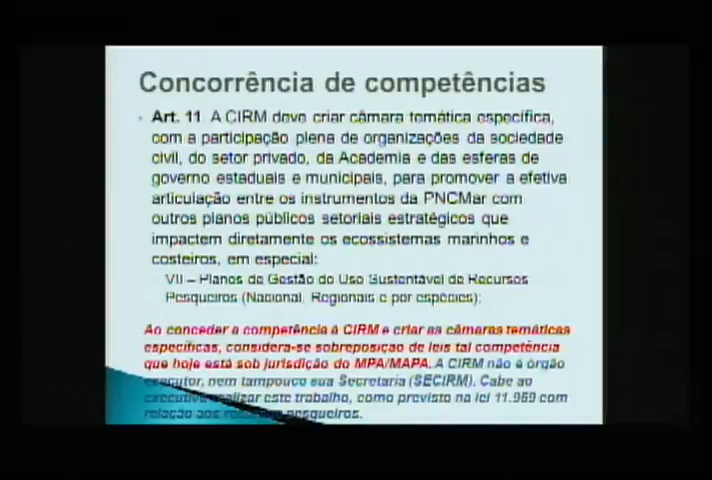 Concorrência de competências
Art. 11 A CIRM deve criar câmara temática específica,
com a participação plena de organizações da sociedade
civil, do setor privado, da Academia e das esferas de
governo estaduais e municipais, para promover a efetiva
articulação entre os instrumentos da PNCMar com
outros planos públicos setoriais estratégicos que
impactem diretamente os ecossistemas marinhos e
costeiros, em especial:
VII – Planos de Gestão do Uso Sustentável de Recursos
Pesqueiros (Nacional, Regionais e por espécies);
Ao conceder a competência à CIRM e criar as câmaras temáticas
específicas, considera-se sobreposição de leis tal competência
que hoje está sob jurisdição do MPA/MAPA. A CIRM não é órgão
executor, nem tampouco sua Secretaria (SECIRM). Cabe ao
executivo realizar este trabalho, como previsto na lei 11.959 com
relação aos pesqueiros.